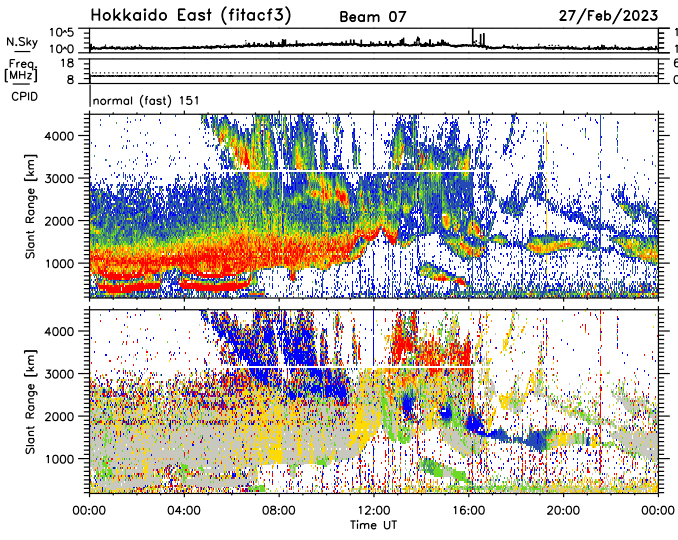 Hokkaido East (fitacf3) Beam 07 27/Feb/2023
N.Sky 10^5 10^0
Freq. [MHz] 18 8
CPID normal (fast) 151
Slant Range [km]
4000
3000
2000
1000
Slant Range [km]
4000
3000
2000
1000
00:00 04:00 08:00 12:00 16:00 20:00 00:00
Time UT